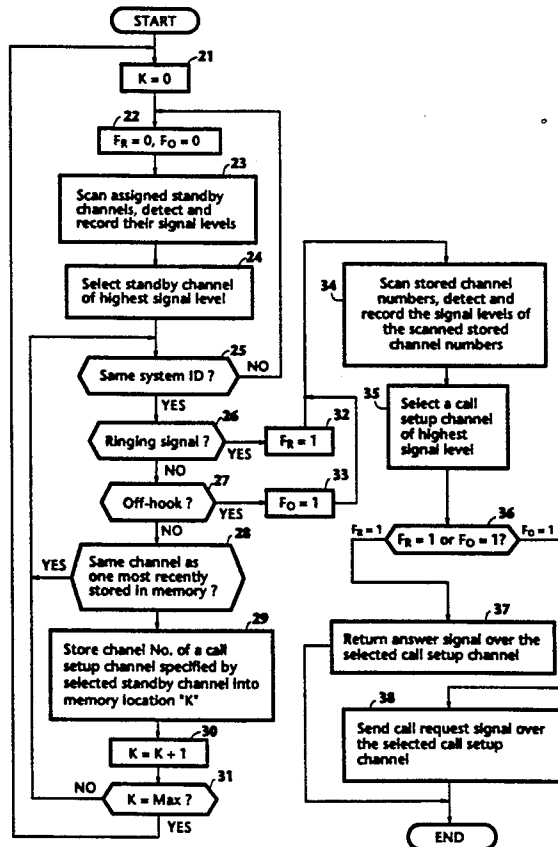 START
21
K = 0
22
FR = 0, FO = 0
23
Scan assigned standby
channels, detect and
record their signal levels
24
Select standby channel
of highest signal level
25
Same system ID ?
NO
YES
26
Ringing signal ?
YES
NO
32
FR = 1
27
Off-hook ?
YES
NO
33
FO = 1
28
YES
Same channel as
one most recently
stored in memory ?
29
Store chanel No. of a call
setup channel specified by
selected standby channel into
memory location "K"
30
K = K + 1
31
NO
K = Max ?
YES
34
Scan stored channel
numbers, detect and
record the signal levels of
the scanned stored
channel numbers
35
Select a call
setup channel
of highest
signal level
36
FR = 1
FR = 1 or FO = 1?
FO = 1
37
Return answer signal over
the selected call setup channel
38
Send call request signal over
the selected call setup
channel
END